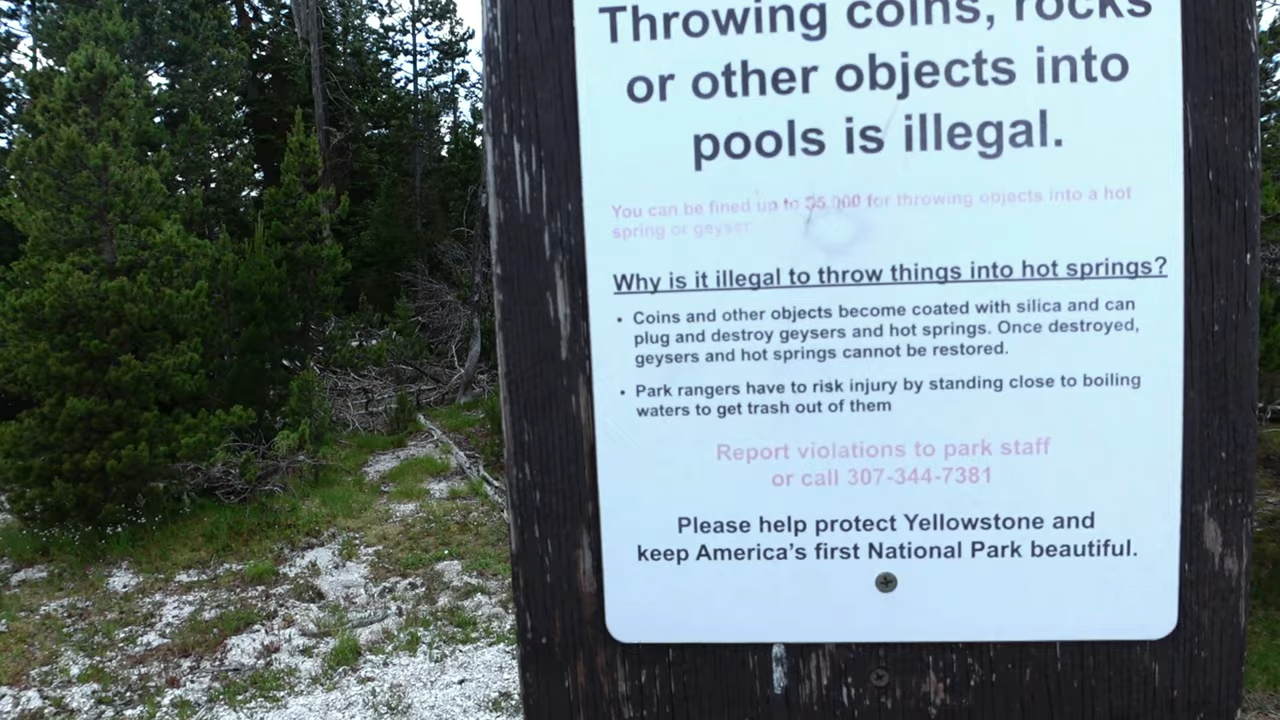 Throwing coins, rocks
or other objects into
pools is illegal.
You can be fined up to $5,000 for throwing objects into a hot
spring or geyser
Why is it illegal to throw things into hot springs?
• Coins and other objects become coated with silica and can
plug and destroy geysers and hot springs. Once destroyed,
geysers and hot springs cannot be restored.
• Park rangers have to risk injury by standing close to boiling
waters to get trash out of them
Report violations to park staff
or call 307-344-7381
Please help protect Yellowstone and
keep America's first National Park beautiful.